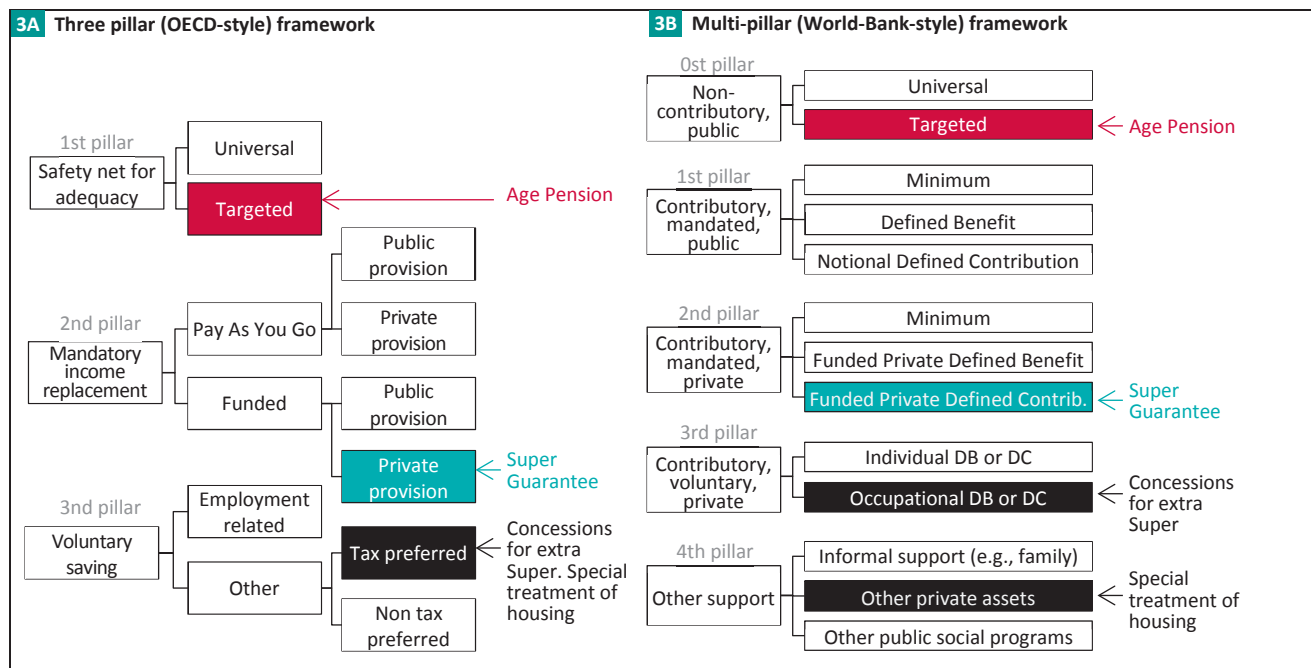 3A Three pillar (OECD-style) framework
1st pillar
Safety net for
adequacy
Universal
Targeted
Age Pension
2nd pillar
Mandatory
income
replacement
Pay As You Go
Public
provision
Private
provision
Funded
Public
provision
Private
provision
Super
Guarantee
3nd pillar
Voluntary
saving
Employment
related
Other
Tax preferred
Concessions
for extra
Super. Special
treatment of
housing
Non tax
preferred
3B Multi-pillar (World-Bank-style) framework
0st pillar
Non-
contributory,
public
Universal
Targeted
Age Pension
1st pillar
Contributory,
mandated,
public
Minimum
Defined Benefit
Notional Defined Contribution
2nd pillar
Contributory,
mandated,
private
Minimum
Funded Private Defined Benefit
Funded Private Defined Contrib.
Super
Guarantee
3rd pillar
Contributory,
voluntary,
private
Individual DB or DC
Occupational DB or DC
Concessions
for extra
Super
4th pillar
Other support
Informal support (e.g., family)
Other private assets
Special
treatment of
housing
Other public social programs